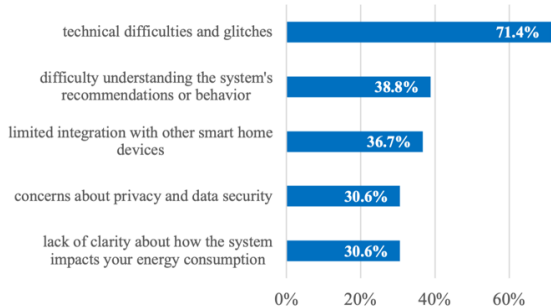 technical difficulties and glitches
71.4%
difficulty understanding the system's
recommendations or behavior
38.8%
limited integration with other smart home
devices
36.7%
concerns about privacy and data security
30.6%
lack of clarity about how the system
impacts your energy consumption
30.6%
0% 20% 40% 60%